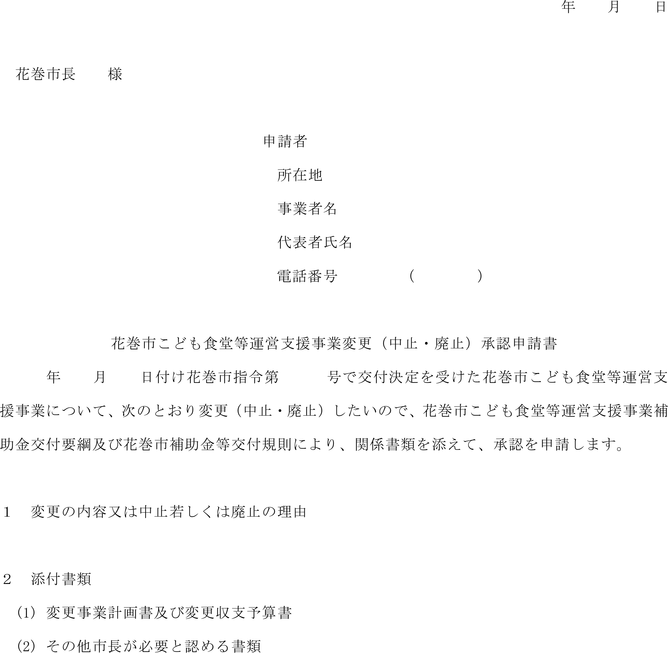 年　　月　　日
花巻市長　　様
申請者
所在地
事業者名
代表者氏名
電話番号　　　　（　　　　）
花巻市こども食堂等運営支援事業変更（中止・廃止）承認申請書
年　　月　　日付け花巻市指令第　　　号で交付決定を受けた花巻市こども食堂等運営支
援事業について、次のとおり変更（中止・廃止）したいので、花巻市こども食堂等運営支援事業補
助金交付要綱及び花巻市補助金等交付規則により、関係書類を添えて、承認を申請します。
１　変更の内容又は中止若しくは廃止の理由
２　添付書類
(1) 変更事業計画書及び変更収支予算書
(2) その他市長が必要と認める書類